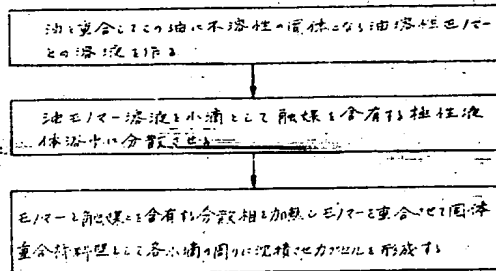 油と重合してこの油に不溶性の固体になる油溶性モノマー
との溶液を作る
油モノマー溶液を小滴として触媒を含有する極性液
体浴中に分散させる
モノマーと触媒とを含有する分散相を加熱しモノマーを重合させて固体
重合材料壁として各小滴の周りに沈積させカプセルを形成する